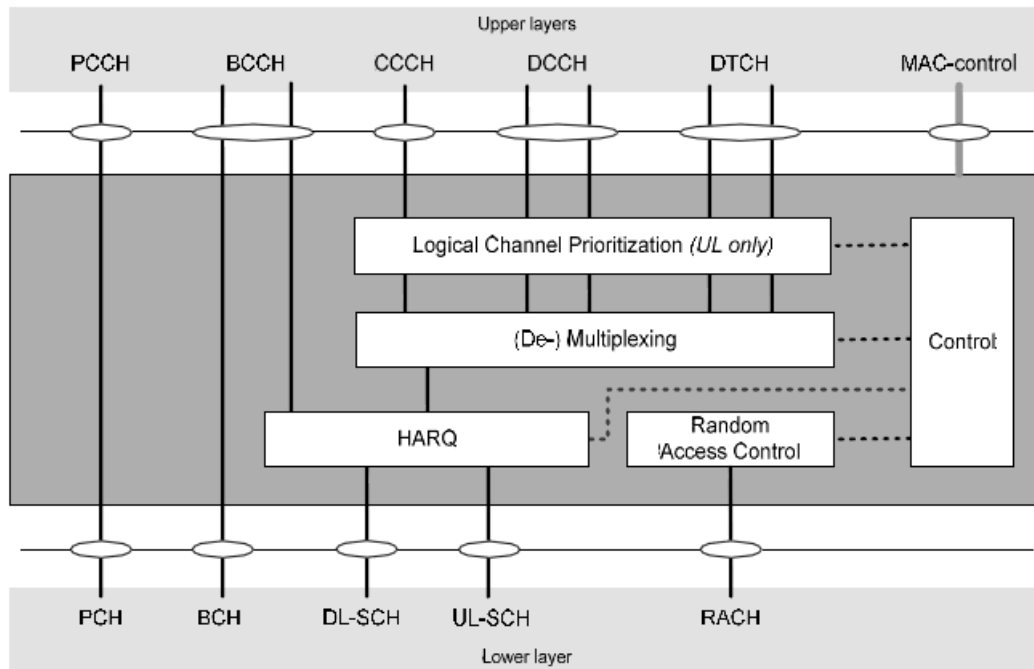 Upper layers
PCCH BCCH CCCH DCCH DTCH MAC-control
Logical Channel Prioritization (UL only)
(De-) Multiplexing
Control
HARQ
Random
Access Control
PCH BCH DL-SCH UL-SCH RACH
Lower layer